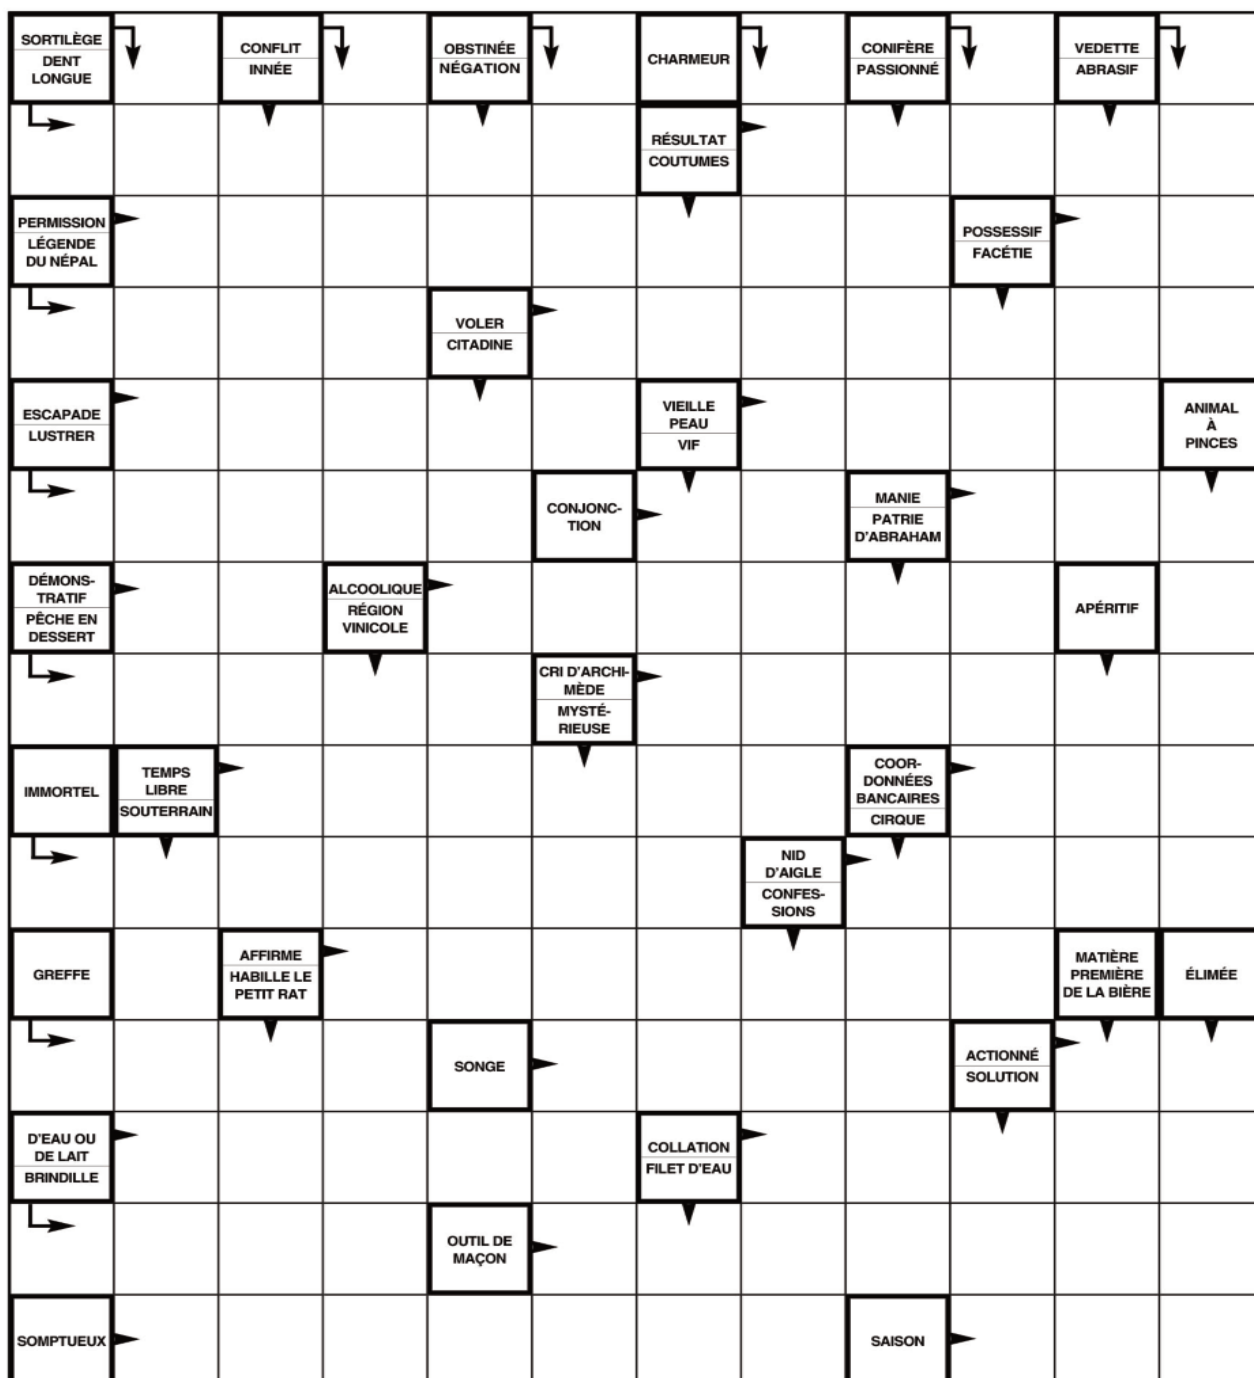 SORTILÈGE
DENT
LONGUE
CONFLIT
INNÉE
OBSTINÉE
NÉGATION
CHARMEUR
CONIFÈRE
PASSIONNÉ
VEDETTE
ABRASIF
RÉSULTAT
COUTUMES
PERMISSION
LÉGENDE
DU NÉPAL
POSSESSIF
FACÉTIE
VOLER
CITADINE
ESCAPADE
LUSTRER
VIEILLE
PEAU
VIF
ANIMAL
À
PINCES
CONJONC-
TION
MANIE
PATRIE
D'ABRAHAM
DÉMONS-
TRATIF
PÊCHE EN
DESSERT
ALCOOLIQUE
RÉGION
VINICOLE
APÉRITIF
CRI D'ARCHI-
MÈDE
MYSTÉ-
RIEUSE
IMMORTEL
TEMPS
LIBRE
SOUTERRAIN
COOR-
DONNÉES
BANCAIRES
CIRQUE
NID
D'AIGLE
CONFES-
SIONS
GREFFE
AFFIRME
HABILLE LE
PETIT RAT
MATIÈRE
PREMIÈRE
DE LA BIÈRE
ÉLIMÉE
SONGE
ACTIONNÉ
SOLUTION
D'EAU OU
DE LAIT
BRINDILLE
COLLATION
FILET D'EAU
OUTIL DE
MAÇON
SOMPTUEUX
SAISON